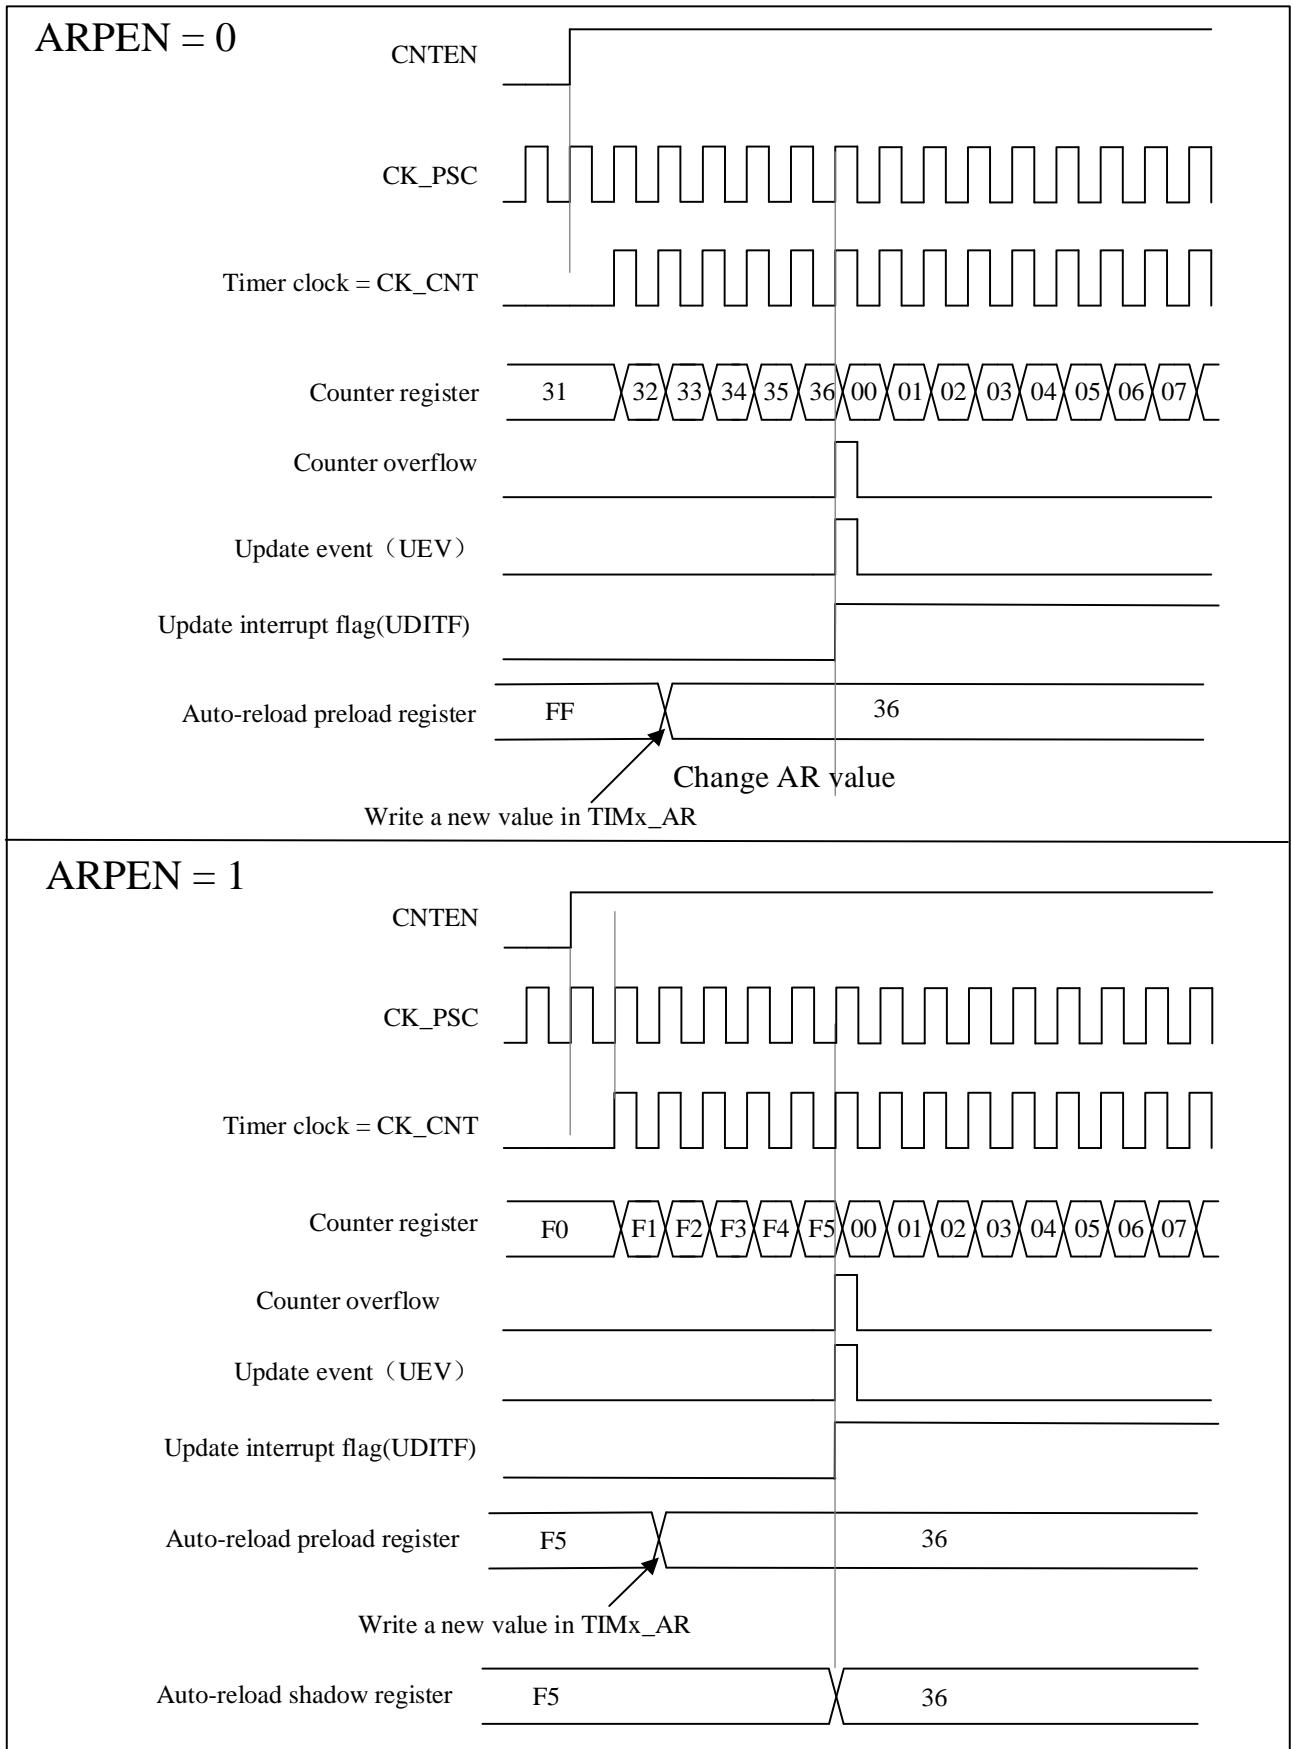 ARPEN = 0
CNTEN
CK_PSC
Timer clock = CK_CNT
Counter register 31 32 33 34 35 36 00 01 02 03 04 05 06 07
Counter overflow
Update event（UEV）
Update interrupt flag(UDITF)
Auto-reload preload register FF 36
Change AR value
Write a new value in TIMx_AR
ARPEN = 1
CNTEN
CK_PSC
Timer clock = CK_CNT
Counter register F0 F1 F2 F3 F4 F5 00 01 02 03 04 05 06 07
Counter overflow
Update event（UEV）
Update interrupt flag(UDITF)
Auto-reload preload register F5 36
Write a new value in TIMx_AR
Auto-reload shadow register F5 36